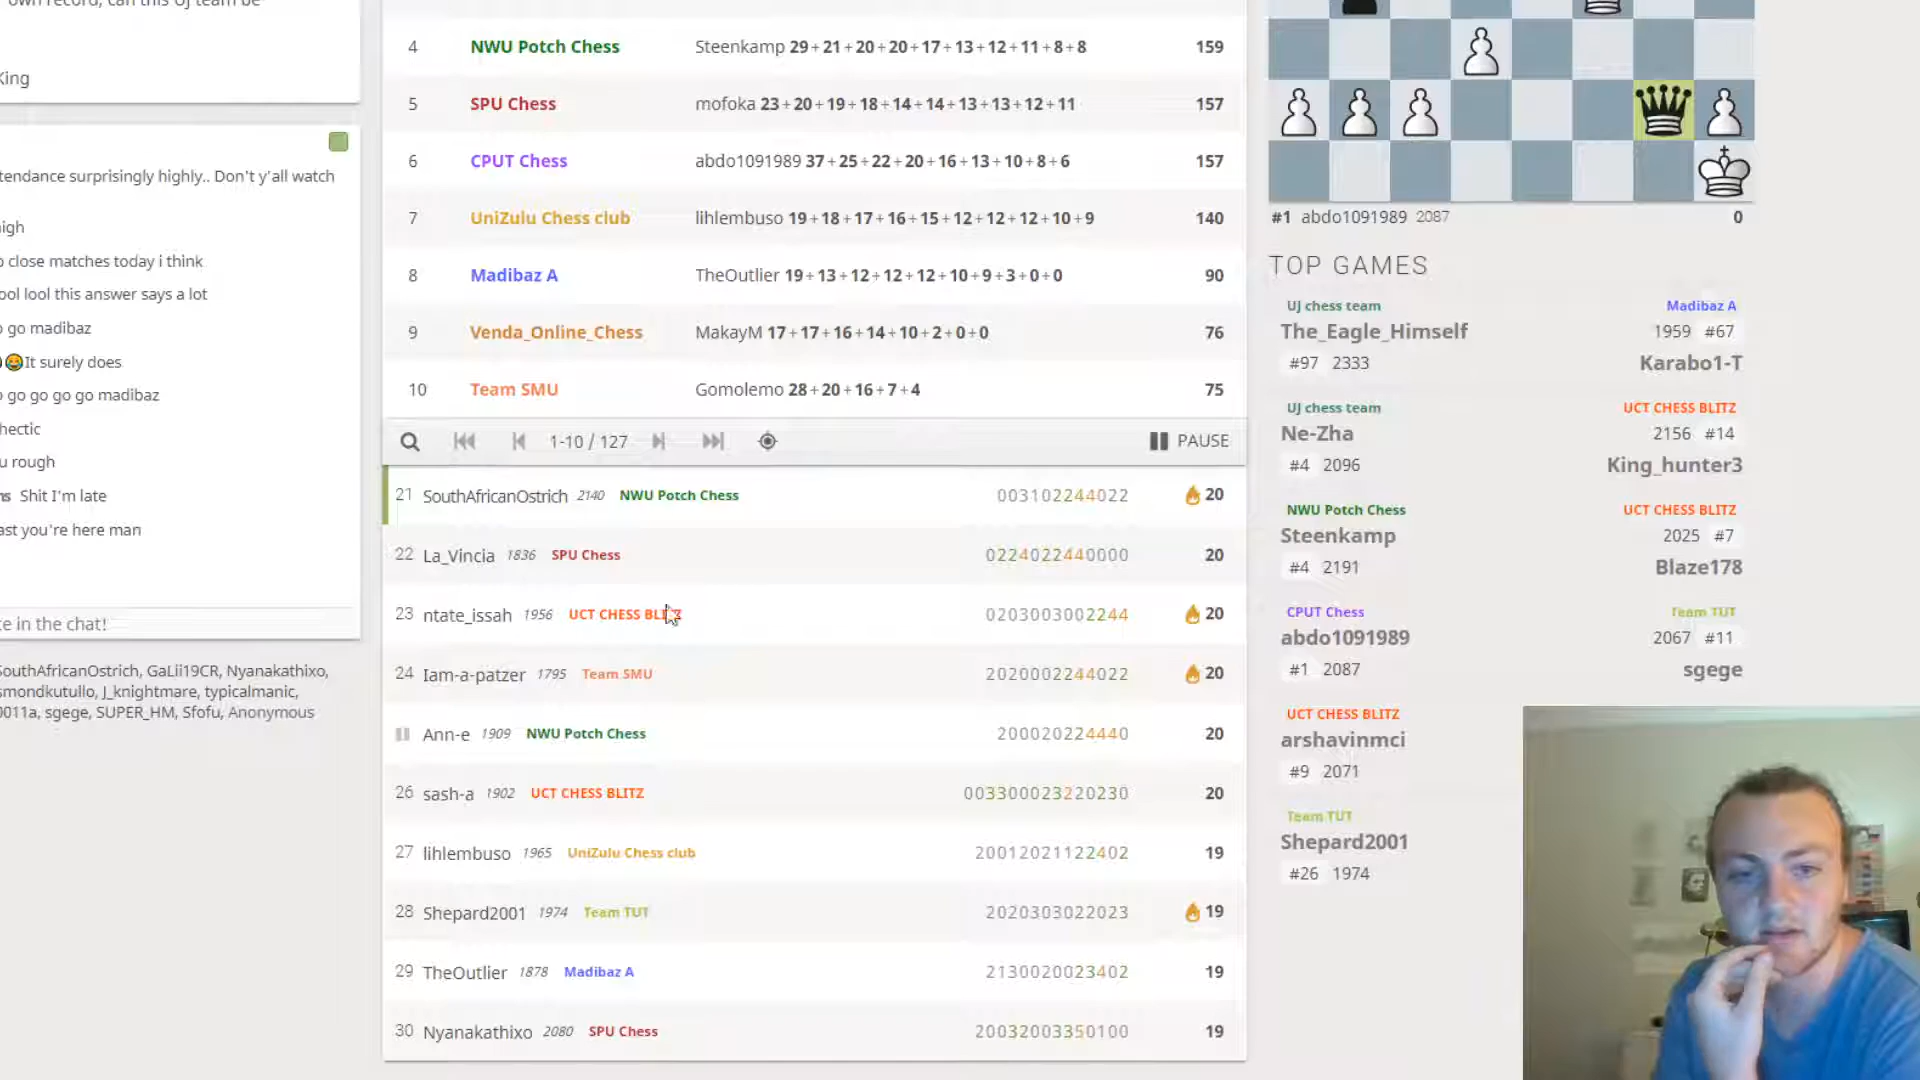 own record, can this UJ team be
King
tendance surprisingly highly.. Don't y'all watch
high
close matches today i think
ool lool this answer says a lot
go madibaz
It surely does
go go go go madibaz
hectic
u rough
Shit I'm late
ast you're here man
te in the chat!
SouthAfricanOstrich, GaLii19CR, Nyanakathixo,
smondkutullo, J_knightmare, typicalmanic,
0011a, sgege, SUPER_HM, Sfofu, Anonymous
4 NWU Potch Chess Steenkamp 29+21+20+20+17+13+12+11+8+8 159
5 SPU Chess mofoka 23+20+19+18+14+14+13+13+12+11 157
6 CPUT Chess abdo1091989 37+25+22+20+16+13+10+8+6 157
7 UniZulu Chess club lihlembuso 19+18+17+16+15+12+12+12+10+9 140
8 Madibaz A TheOutlier 19+13+12+12+12+10+9+3+0+0 90
9 Venda_Online_Chess MakayM 17+17+16+14+10+2+0+0 76
10 Team SMU Gomolemo 28+20+16+7+4 75
1-10 / 127 PAUSE
21 SouthAfricanOstrich 2140 NWU Potch Chess 003102244022 20
22 La_Vincia 1836 SPU Chess 0224022440000 20
23 ntate_issah 1956 UCT CHESS BLITZ 0203003002244 20
24 Iam-a-patzer 1795 Team SMU 2020002244022 20
Ann-e 1909 NWU Potch Chess 200020224440 20
26 sash-a 1902 UCT CHESS BLITZ 003300023220230 20
27 lihlembuso 1965 UniZulu Chess club 20012021122402 19
28 Shepard2001 1974 Team TUT 2020303022023 19
29 TheOutlier 1878 Madibaz A 2130020023402 19
30 Nyanakathixo 2080 SPU Chess 20032003350100 19
#1 abdo1091989 2087 0
TOP GAMES
UJ chess team Madibaz A
The_Eagle_Himself 1959 #67
#97 2333 Karabo1-T
UJ chess team UCT CHESS BLITZ
Ne-Zha 2156 #14
#4 2096 King_hunter3
NWU Potch Chess UCT CHESS BLITZ
Steenkamp 2025 #7
#4 2191 Blaze178
CPUT Chess Team TUT
abdo1091989 2067 #11
#1 2087 sgege
UCT CHESS BLITZ
arshavinmci
#9 2071
Team TUT
Shepard2001
#26 1974